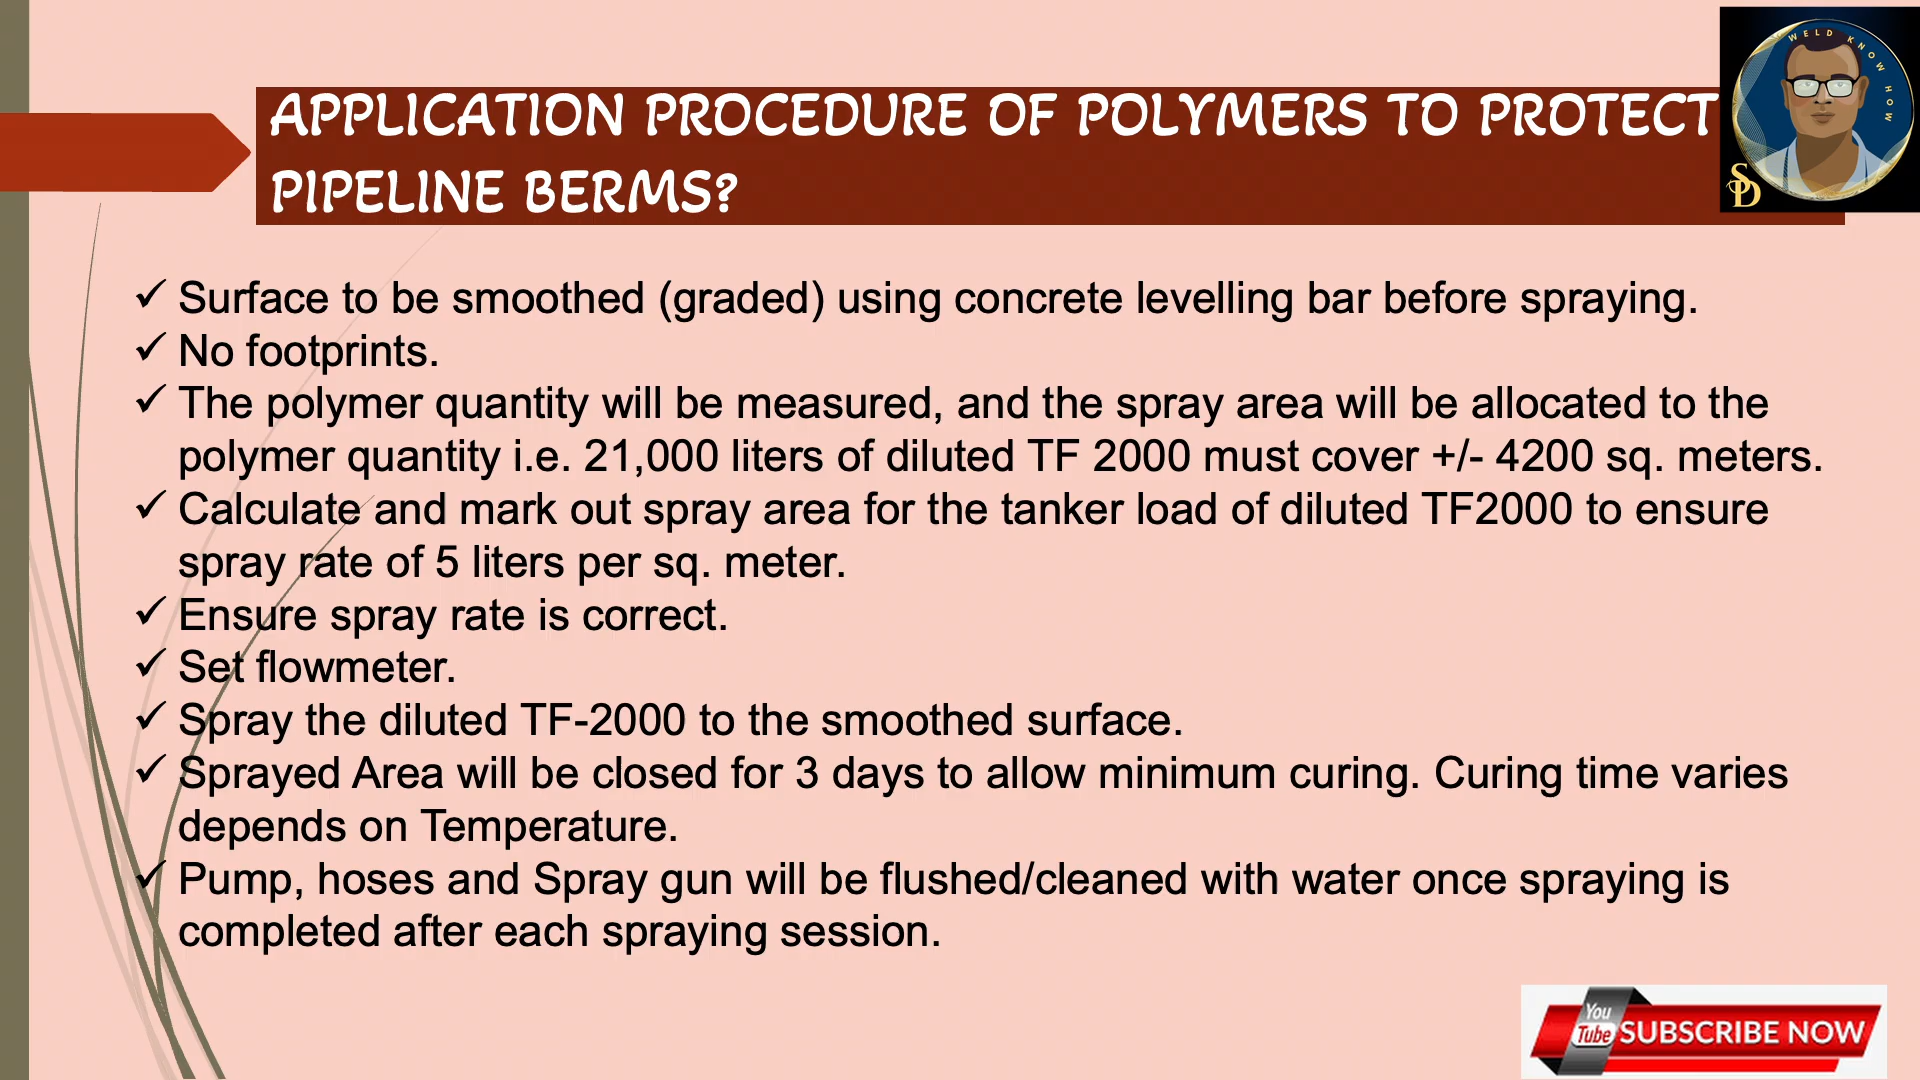 APPLICATION PROCEDURE OF POLYMERS TO PROTECT
PIPELINE BERMS?
WELD KNOW HOW
SD
✓ Surface to be smoothed (graded) using concrete levelling bar before spraying.
✓ No footprints.
✓ The polymer quantity will be measured, and the spray area will be allocated to the
polymer quantity i.e. 21,000 liters of diluted TF 2000 must cover +/- 4200 sq. meters.
✓ Calculate and mark out spray area for the tanker load of diluted TF2000 to ensure
spray rate of 5 liters per sq. meter.
✓ Ensure spray rate is correct.
✓ Set flowmeter.
✓ Spray the diluted TF-2000 to the smoothed surface.
✓ Sprayed Area will be closed for 3 days to allow minimum curing. Curing time varies
depends on Temperature.
✓ Pump, hoses and Spray gun will be flushed/cleaned with water once spraying is
completed after each spraying session.
You
Tube SUBSCRIBE NOW